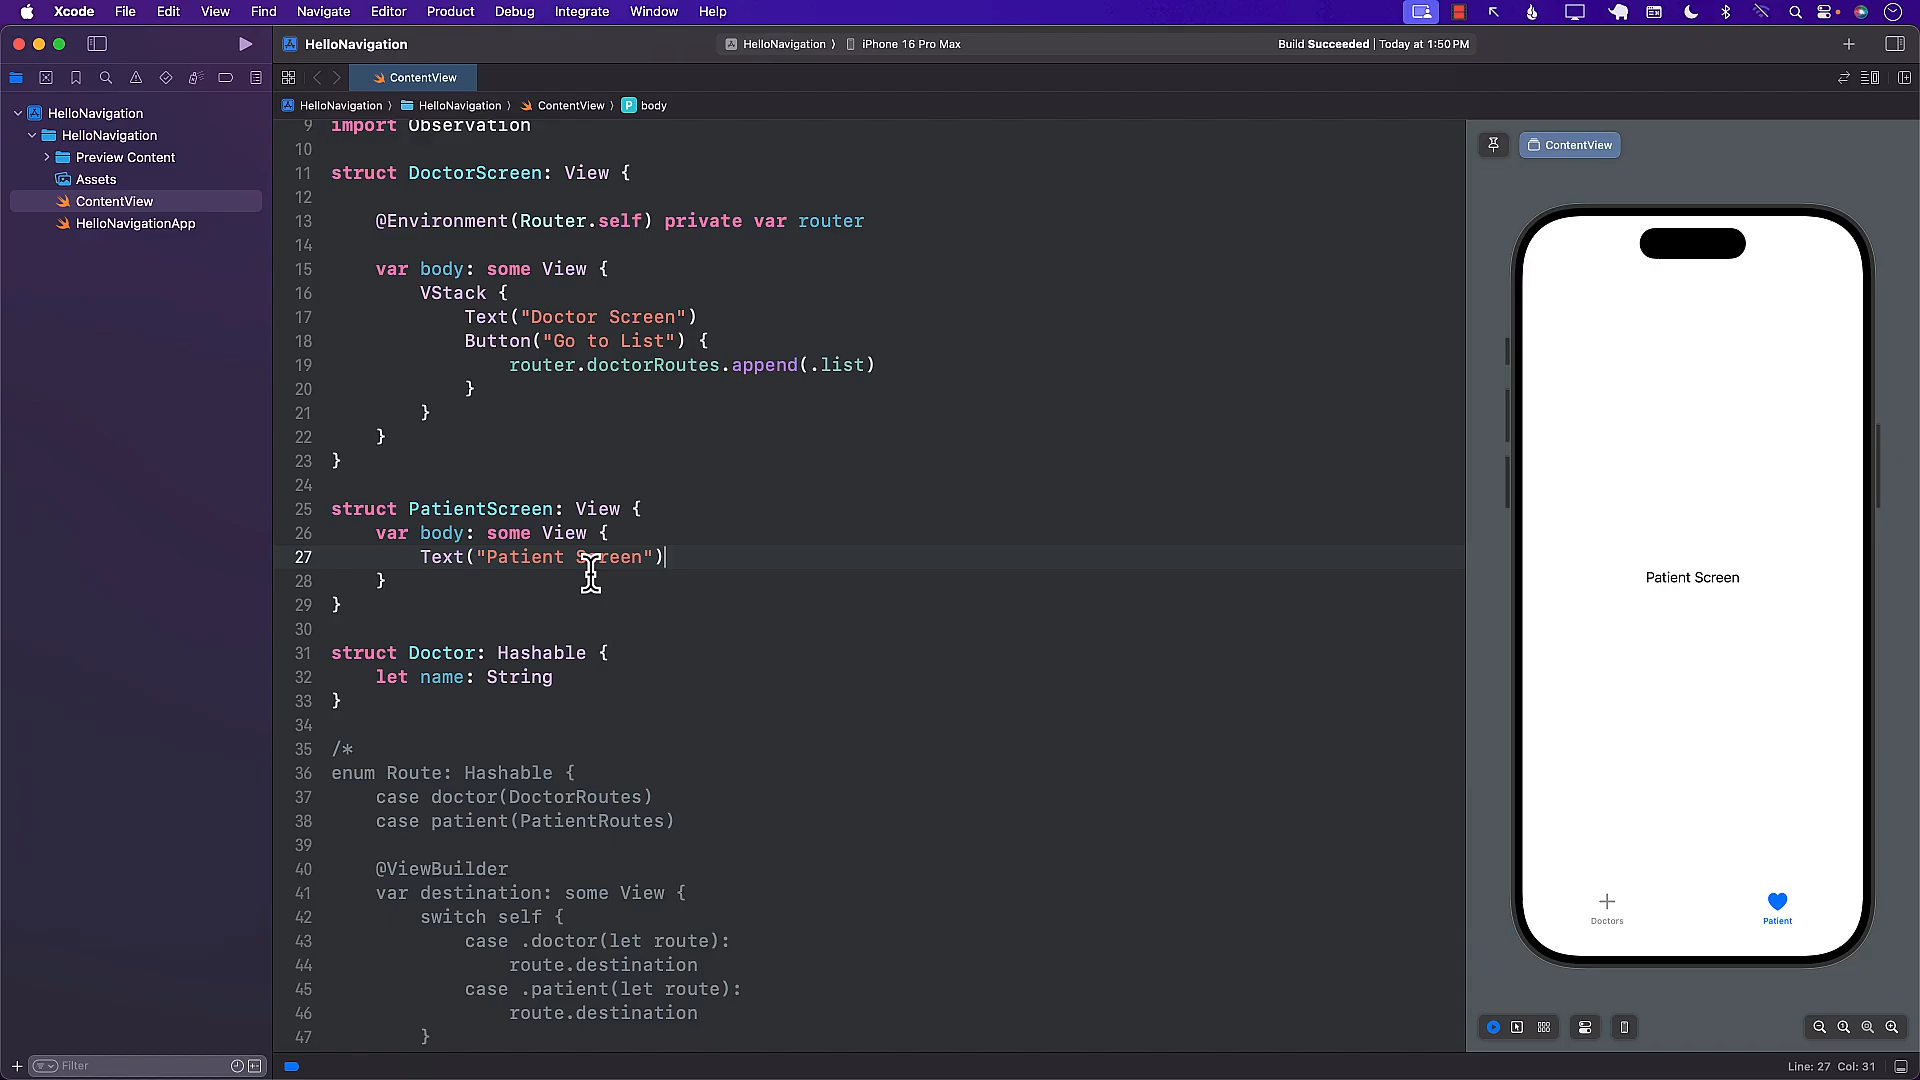 Xcode File Edit View Find Navigate Editor Product Debug Integrate Window Help
HelloNavigation
HelloNavigation 〉 iPhone 16 Pro Max
Build Succeeded | Today at 1:50 PM
ContentView
HelloNavigation 〉 HelloNavigation 〉 ContentView 〉 P body
HelloNavigation
HelloNavigation
Preview Content
Assets
ContentView
HelloNavigationApp
9 import Observation
10
11 struct DoctorScreen: View {
12
13     @Environment(Router.self) private var router
14
15     var body: some View {
16         VStack {
17             Text("Doctor Screen")
18             Button("Go to List") {
19                 router.doctorRoutes.append(.list)
20             }
21         }
22     }
23 }
24
25 struct PatientScreen: View {
26     var body: some View {
27         Text("Patient Screen")
28     }
29 }
30
31 struct Doctor: Hashable {
32     let name: String
33 }
34
35 /*
36 enum Route: Hashable {
37     case doctor(DoctorRoutes)
38     case patient(PatientRoutes)
39
40     @ViewBuilder
41     var destination: some View {
42         switch self {
43             case .doctor(let route):
44                 route.destination
45             case .patient(let route):
46                 route.destination
47         }
ContentView
Patient Screen
Doctors
Patient
Filter
Line: 27 Col: 31